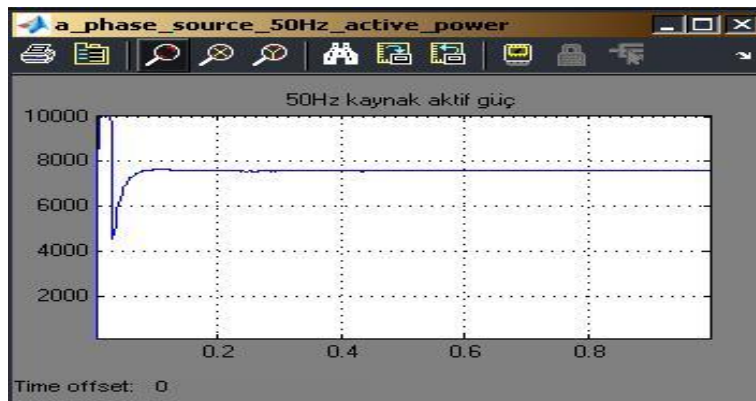 a_phase_source_50Hz_active_power
50Hz kaynak aktif güç
10000
8000
6000
4000
2000
0.2 0.4 0.6 0.8
Time offset: 0